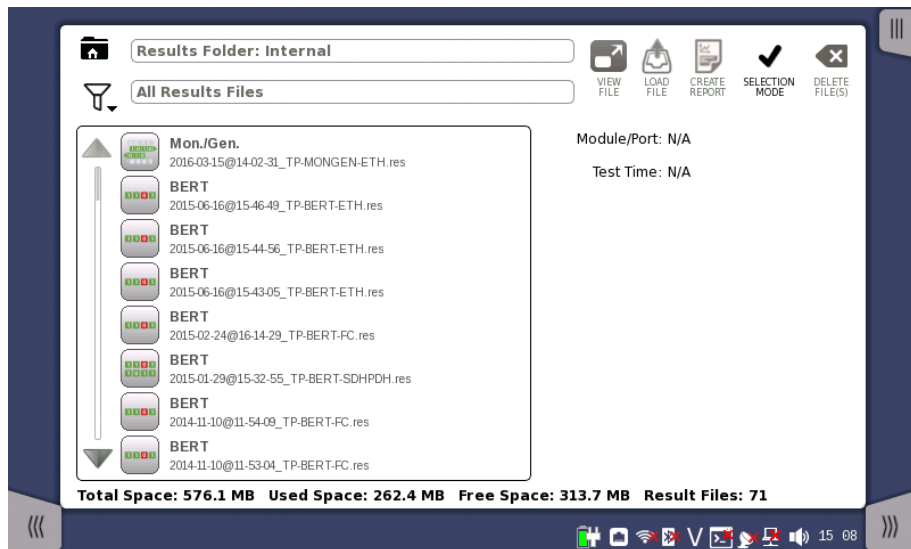 Results Folder: Internal
VIEW FILE
LOAD FILE
CREATE REPORT
SELECTION MODE
DELETE FILE(S)
All Results Files
Mon./Gen.
2016-03-15@14-02-31_TP-MONGEN-ETH.res
BERT
2015-06-16@15-46-49_TP-BERT-ETH.res
BERT
2015-06-16@15-44-56_TP-BERT-ETH.res
BERT
2015-06-16@15-43-05_TP-BERT-ETH.res
BERT
2015-02-24@16-14-29_TP-BERT-FC.res
BERT
2015-01-29@15-32-55_TP-BERT-SDHPDH.res
BERT
2014-11-10@11-54-09_TP-BERT-FC.res
BERT
2014-11-10@11-53-04_TP-BERT-FC.res
Module/Port: N/A
Test Time: N/A
Total Space: 576.1 MB Used Space: 262.4 MB Free Space: 313.7 MB Result Files: 71
V
15 08